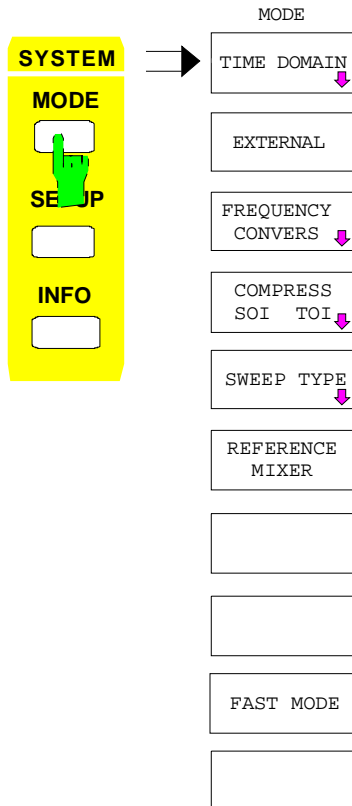 SYSTEM
MODE
SETUP
INFO
MODE
TIME DOMAIN
EXTERNAL
FREQUENCY
CONVERS
COMPRESS
SOI TOI
SWEEP TYPE
REFERENCE
MIXER
FAST MODE